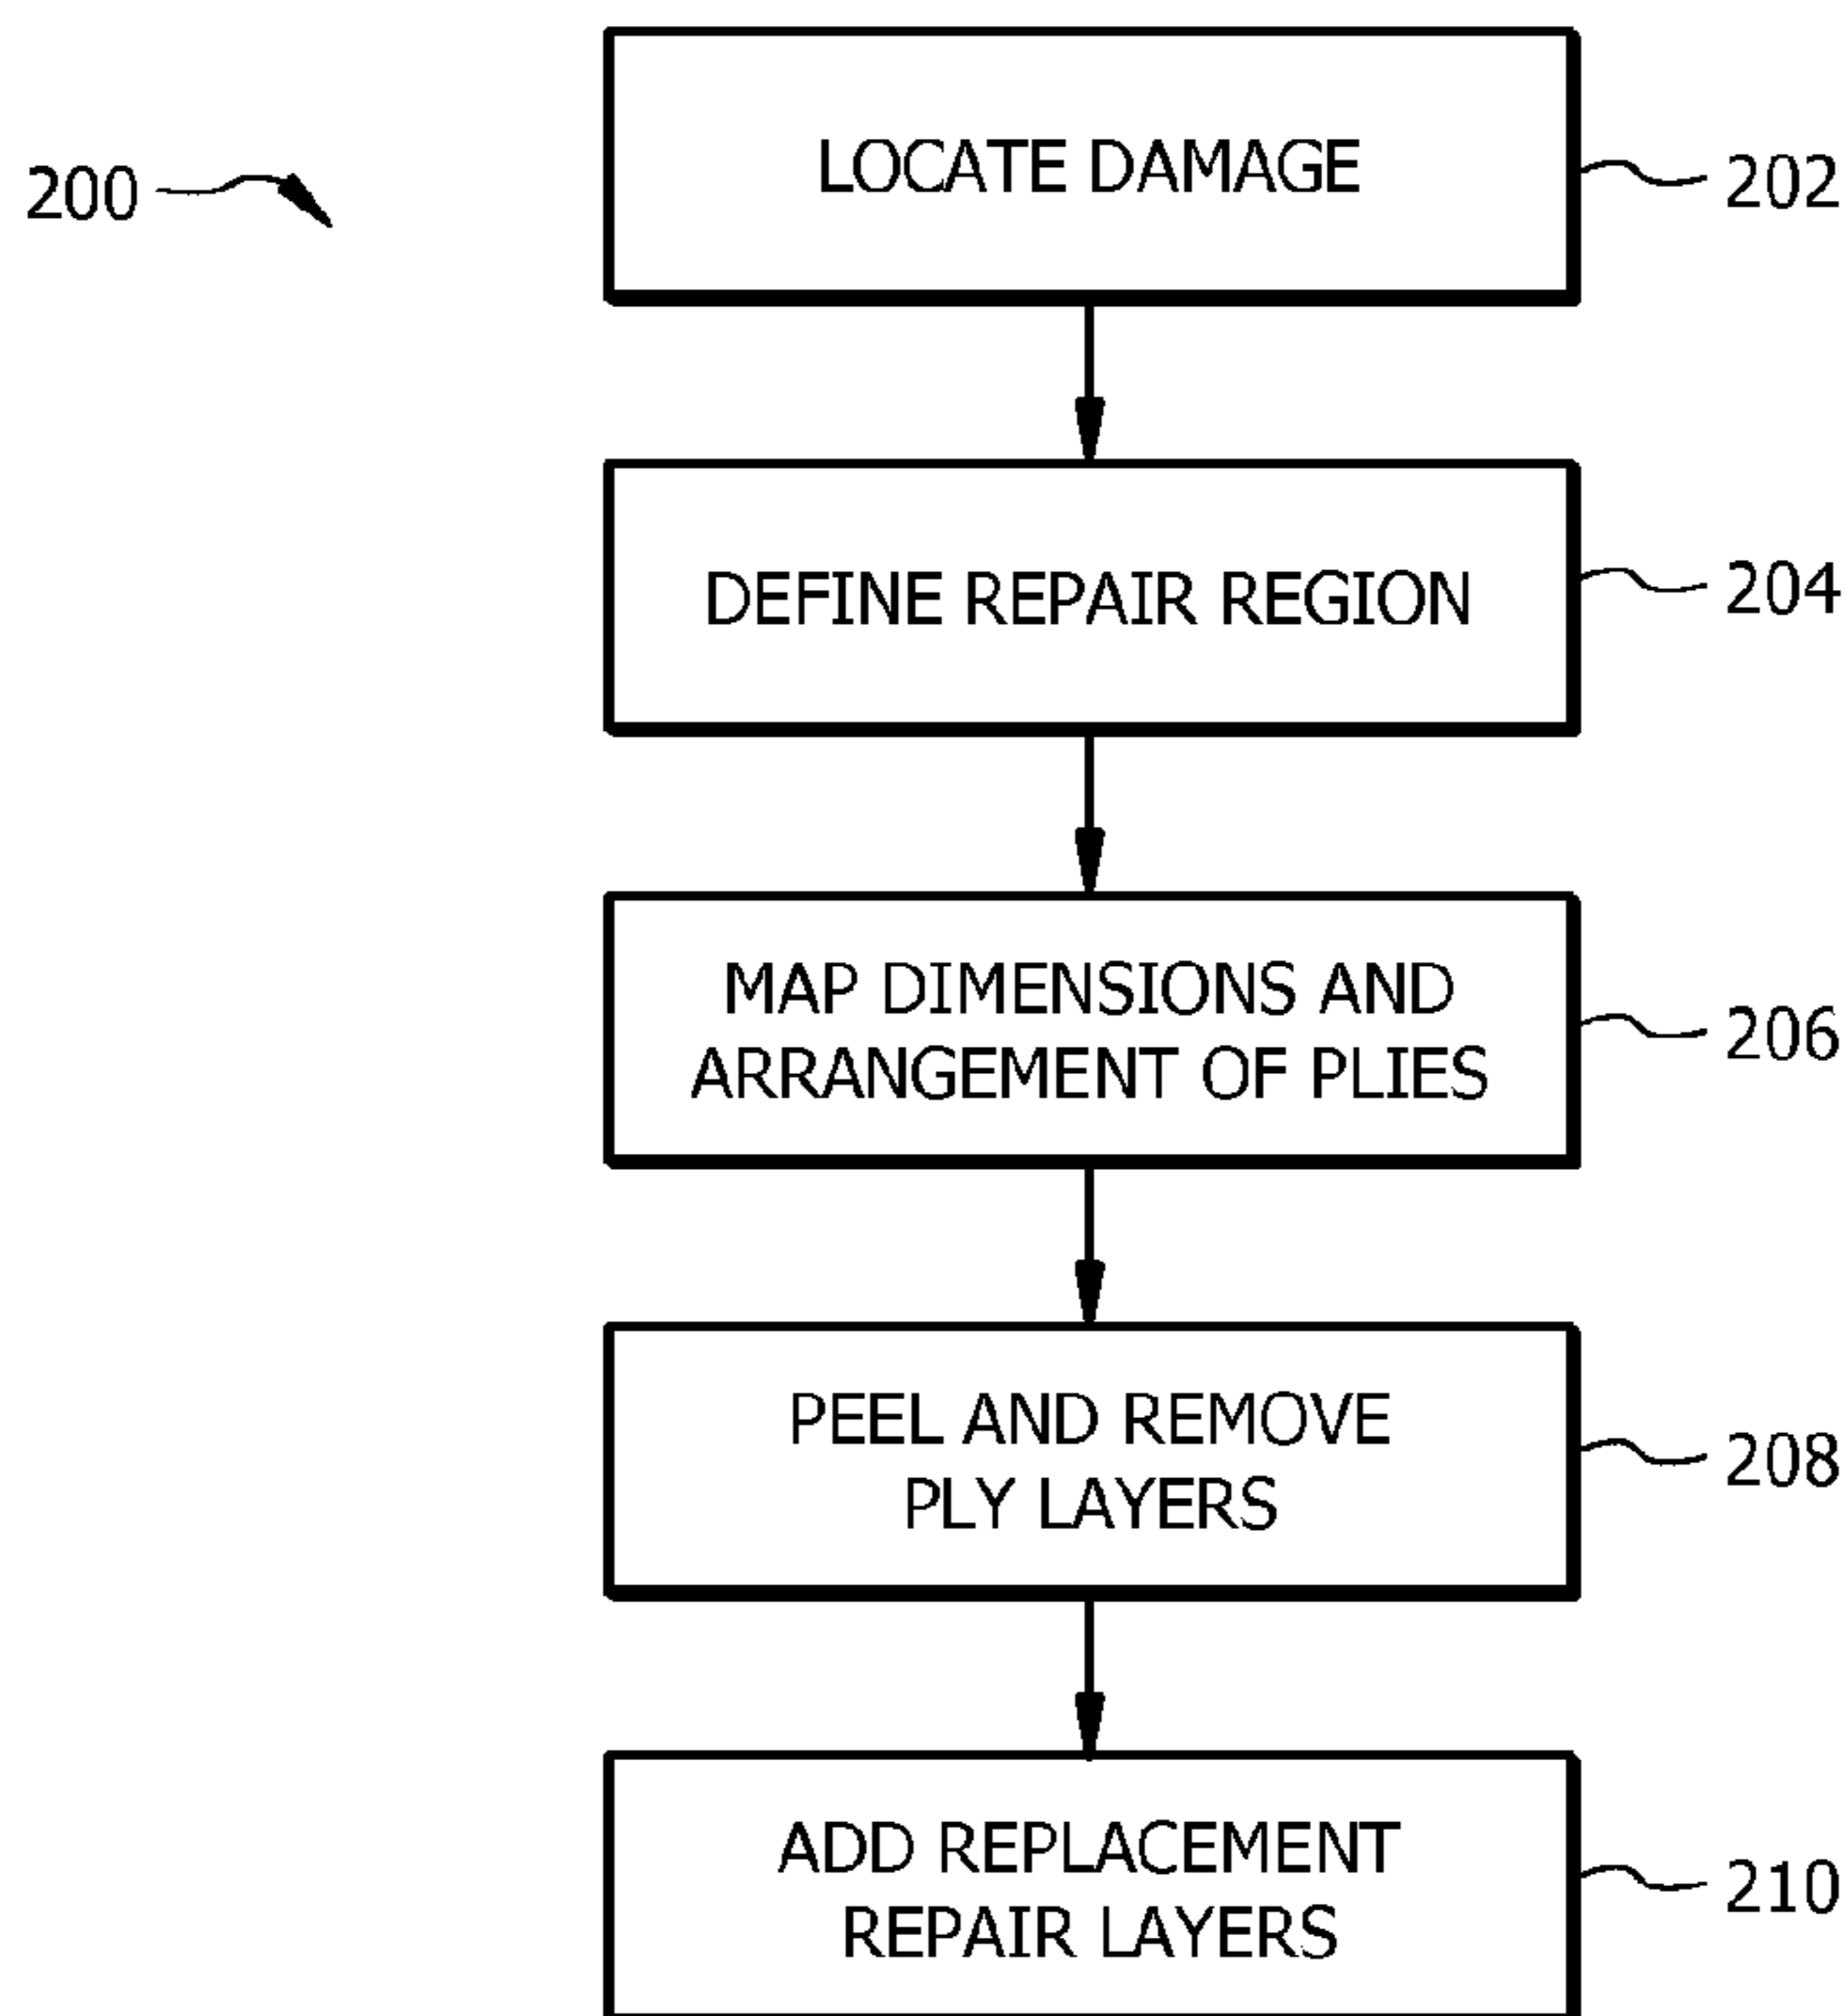 200
LOCATE DAMAGE
202
DEFINE REPAIR REGION
204
MAP DIMENSIONS AND
ARRANGEMENT OF PLIES
206
PEEL AND REMOVE
PLY LAYERS
208
ADD REPLACEMENT
REPAIR LAYERS
210